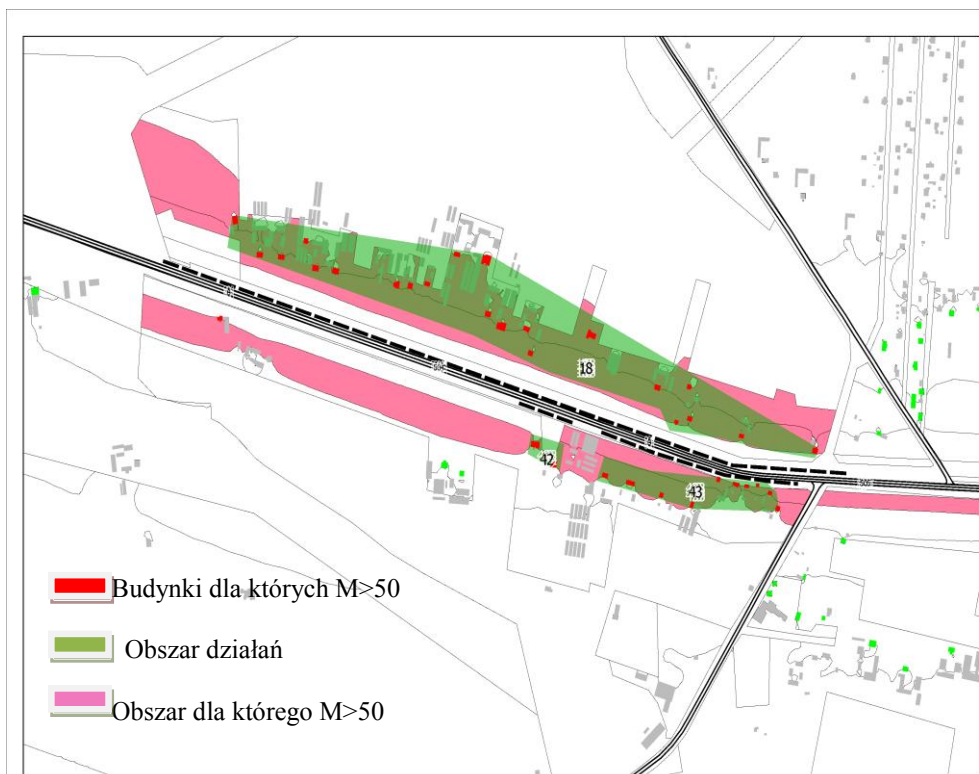 18
42
43
Budynki dla których M>50
Obszar działań
Obszar dla którego M>50